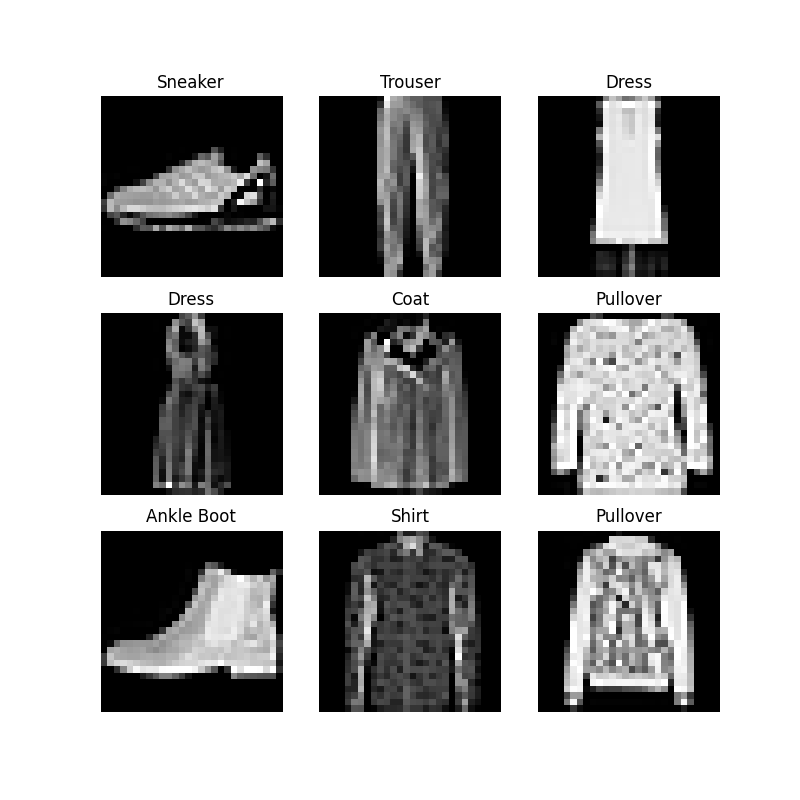 Sneaker
Trouser
Dress
Dress
Coat
Pullover
Ankle Boot
Shirt
Pullover